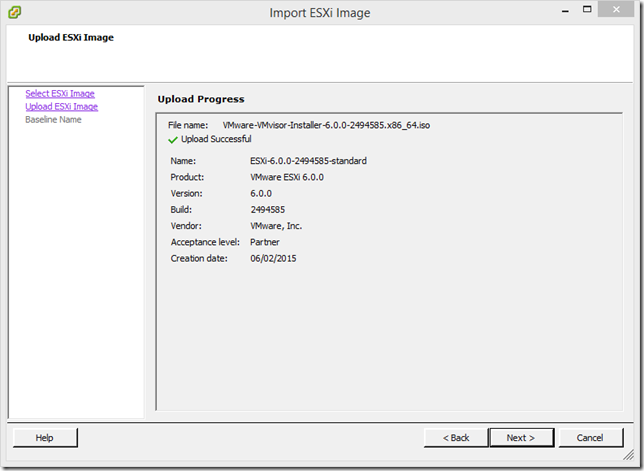 Import ESXi Image
Upload ESXi Image
Select ESXi Image
Upload ESXi Image
Baseline Name
Upload Progress
File name: VMware-VMvisor-Installer-6.0.0-2494585.x86_64.iso
Upload Successful
Name: ESXi-6.0.0-2494585-standard
Product: VMware ESXi 6.0.0
Version: 6.0.0
Build: 2494585
Vendor: VMware, Inc.
Acceptance level: Partner
Creation date: 06/02/2015
Help
< Back
Next >
Cancel